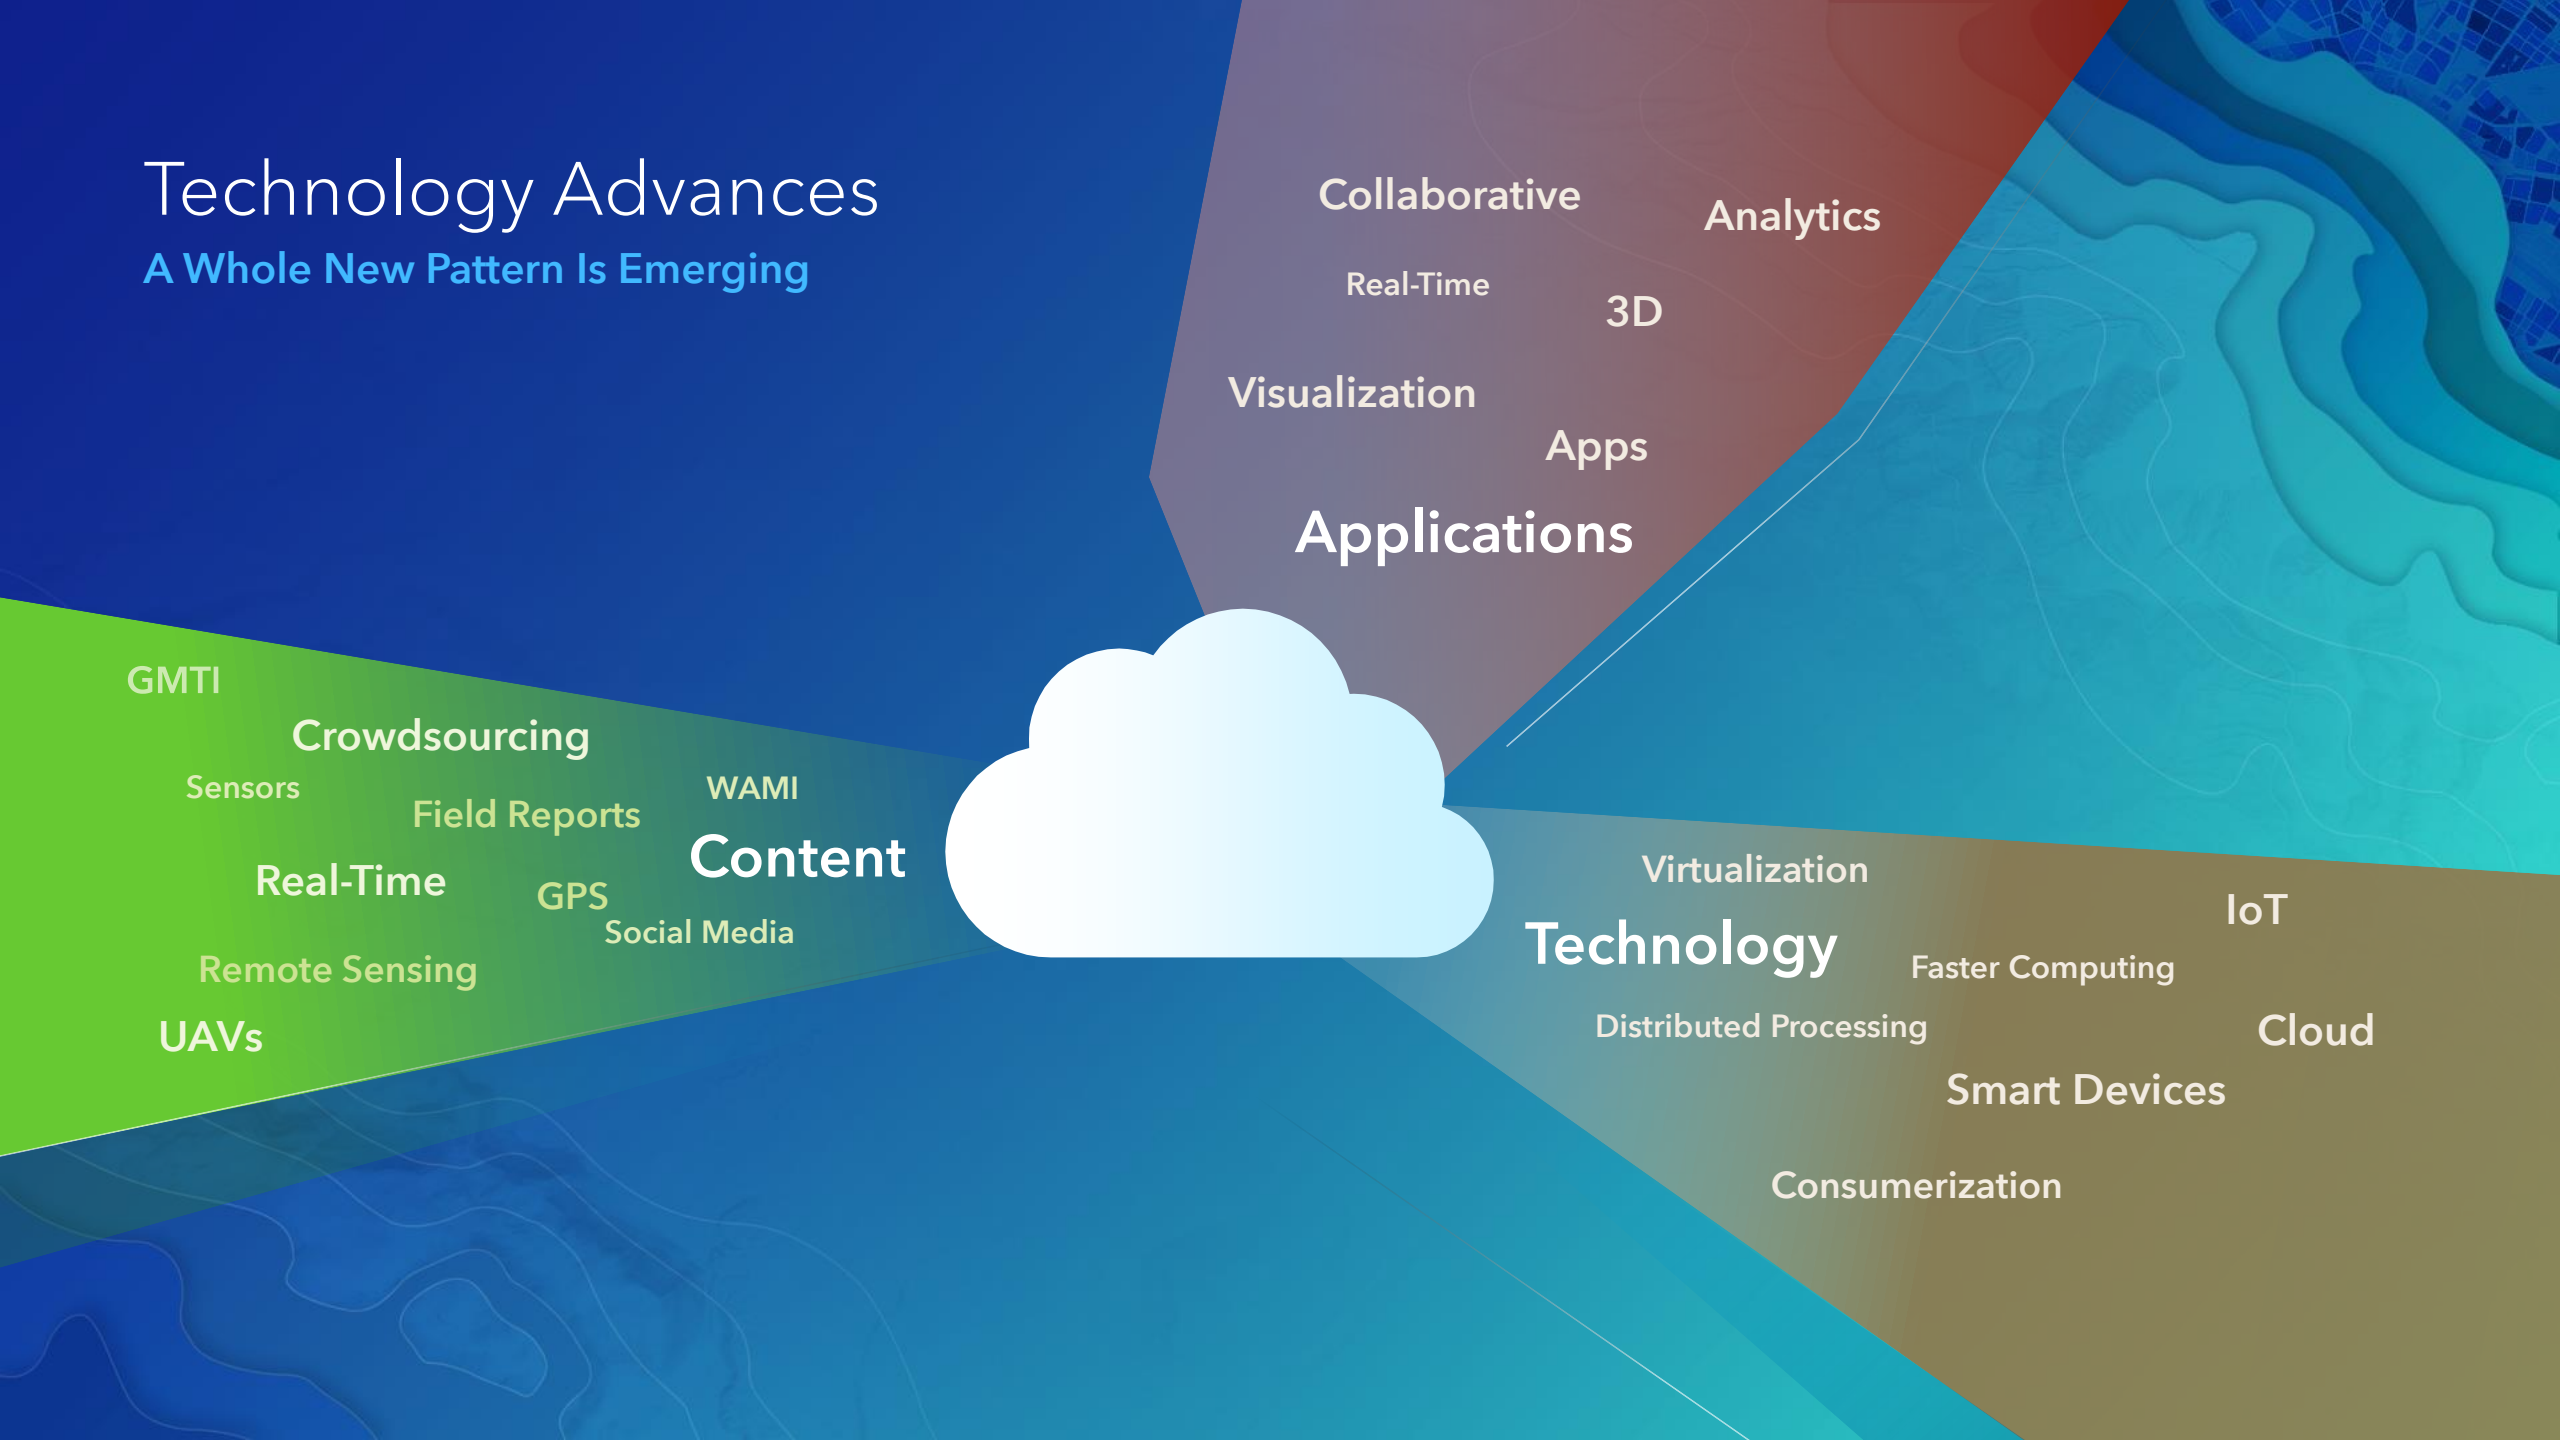 Technology Advances
A Whole New Pattern Is Emerging
Collaborative
Analytics
Real-Time
3D
Visualization
Apps
Applications
GMTI
Crowdsourcing
Sensors
WAMI
Field Reports
Content
Real-Time
GPS
Social Media
Remote Sensing
UAVs
Virtualization
IoT
Technology
Faster Computing
Distributed Processing
Cloud
Smart Devices
Consumerization